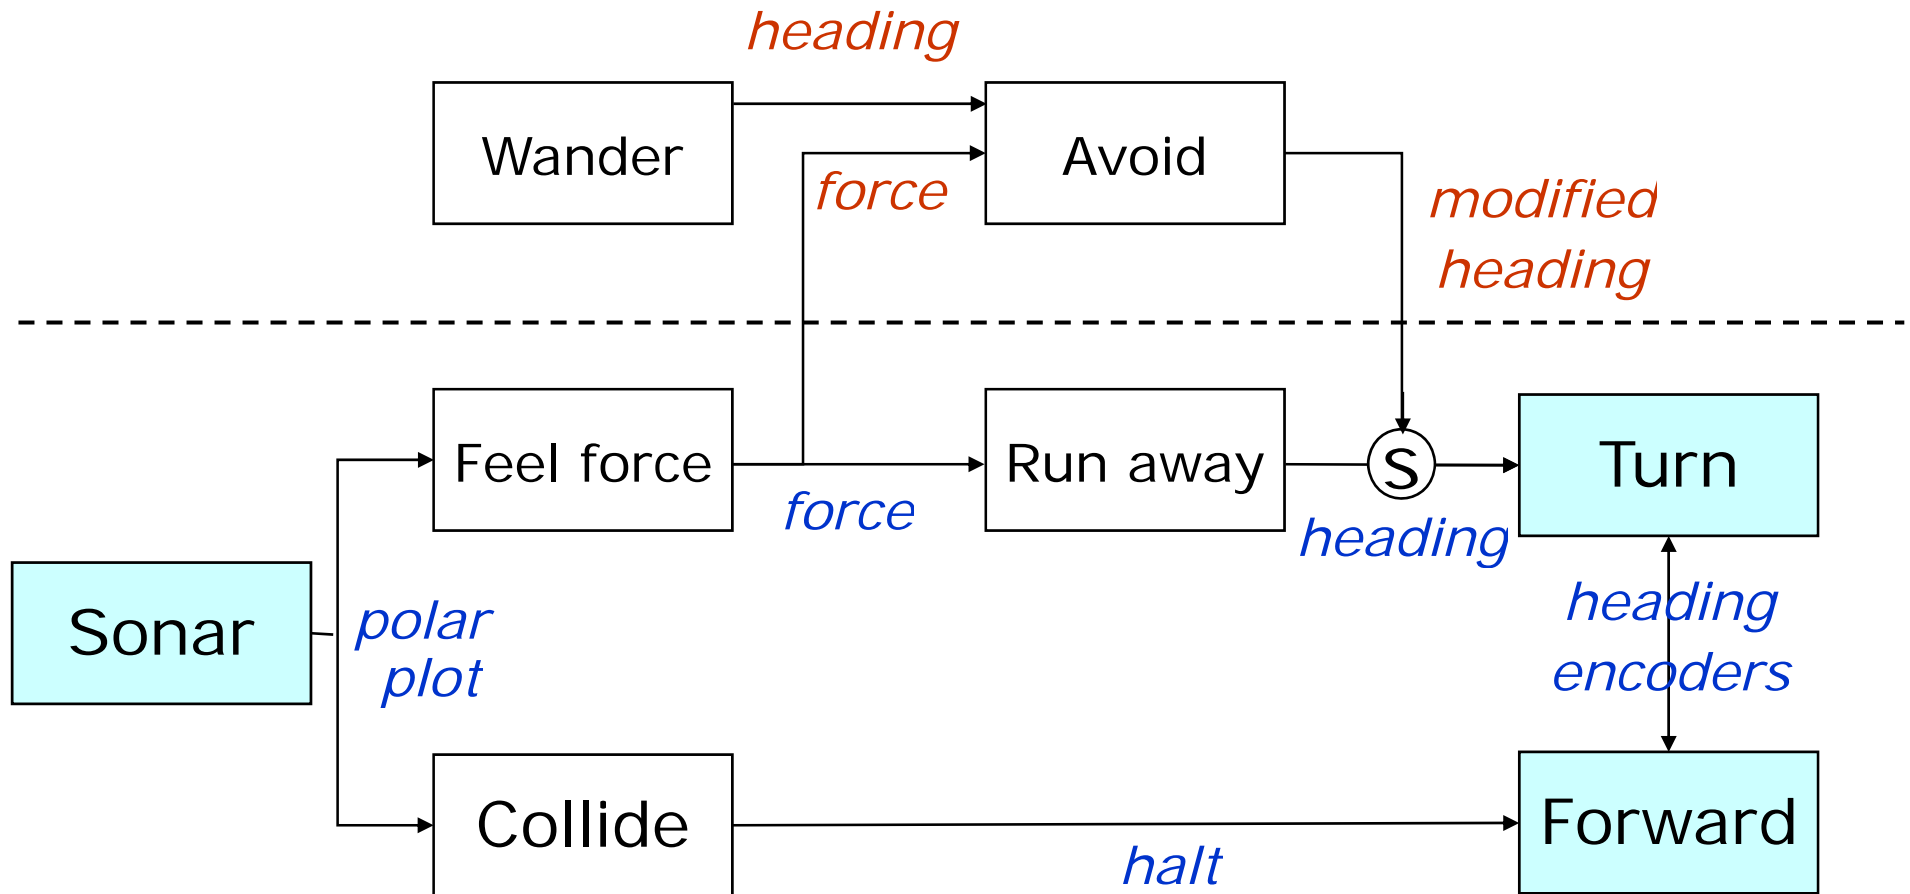 heading
Wander
Avoid
force
modified
heading
Feel force
Run away
S
Turn
force
heading
Sonar
polar
plot
heading
encoders
Collide
Forward
halt